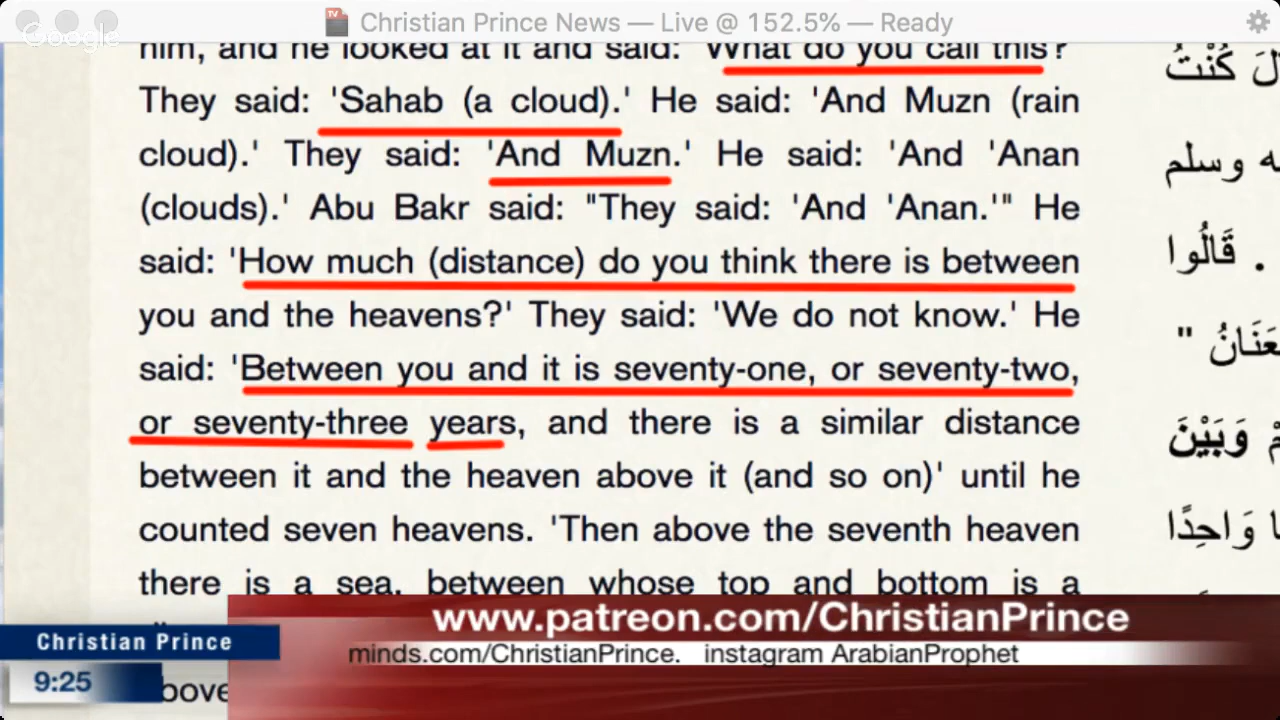 Christian Prince News — Live @ 152.5% — Ready
Google
him, and he looked at it and said: 'What do you call this?
They said: 'Sahab (a cloud).' He said: 'And Muzn (rain
cloud).' They said: 'And Muzn.' He said: 'And 'Anan
(clouds).' Abu Bakr said: "They said: 'And 'Anan.'" He
said: 'How much (distance) do you think there is between
you and the heavens?' They said: 'We do not know.' He
said: 'Between you and it is seventy-one, or seventy-two,
or seventy-three years, and there is a similar distance
between it and the heaven above it (and so on)' until he
counted seven heavens. 'Then above the seventh heaven
there is a sea, between whose top and bottom is a
لَ كُنْتُ
ه وسلم
. قَالُوا
عَنَانُ "
مْ وَبَيْنَ
ا وَاحِدًا
www.patreon.com/ChristianPrince
Christian Prince
minds.com/ChristianPrince. instagram ArabianProphet
9:25